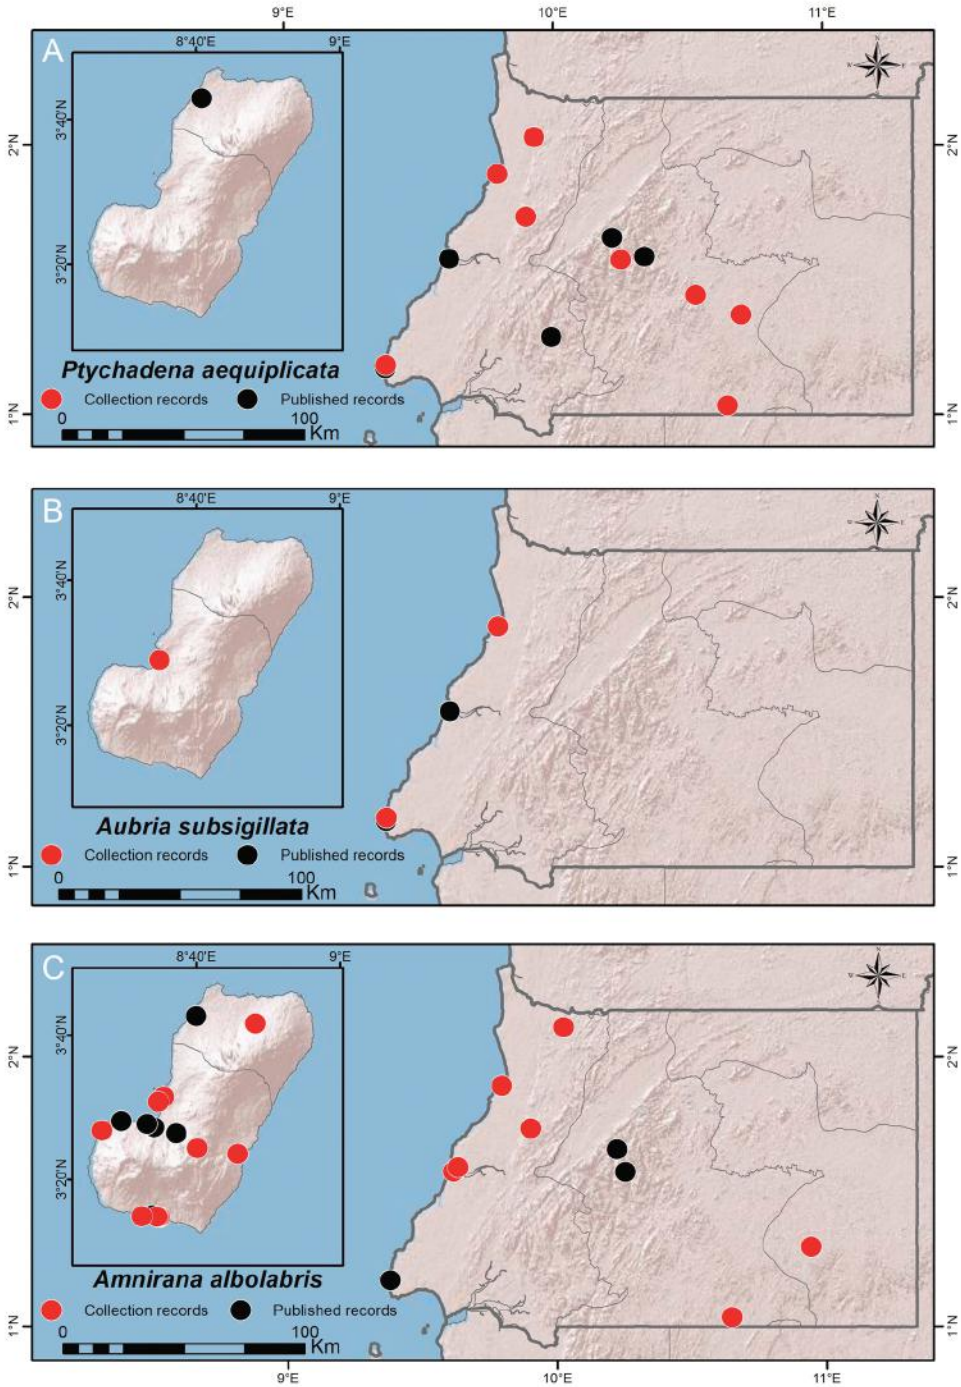 9°E 10°E 11°E
A
8°40'E 9°E
N
W E
S
3°40'N
3°20'N
2°N 2°N
Ptychadena aequiplicata
Collection records Published records
0 100
Km
1°N 1°N
B
8°40'E 9°E
N
W E
S
3°40'N
3°20'N
2°N 2°N
Aubria subsigillata
Collection records Published records
0 100
Km
1°N 1°N
C
8°40'E 9°E
N
W E
S
3°40'N
3°20'N
2°N 2°N
Amnirana albolabris
Collection records Published records
0 100
Km
1°N 1°N
9°E 10°E 11°E